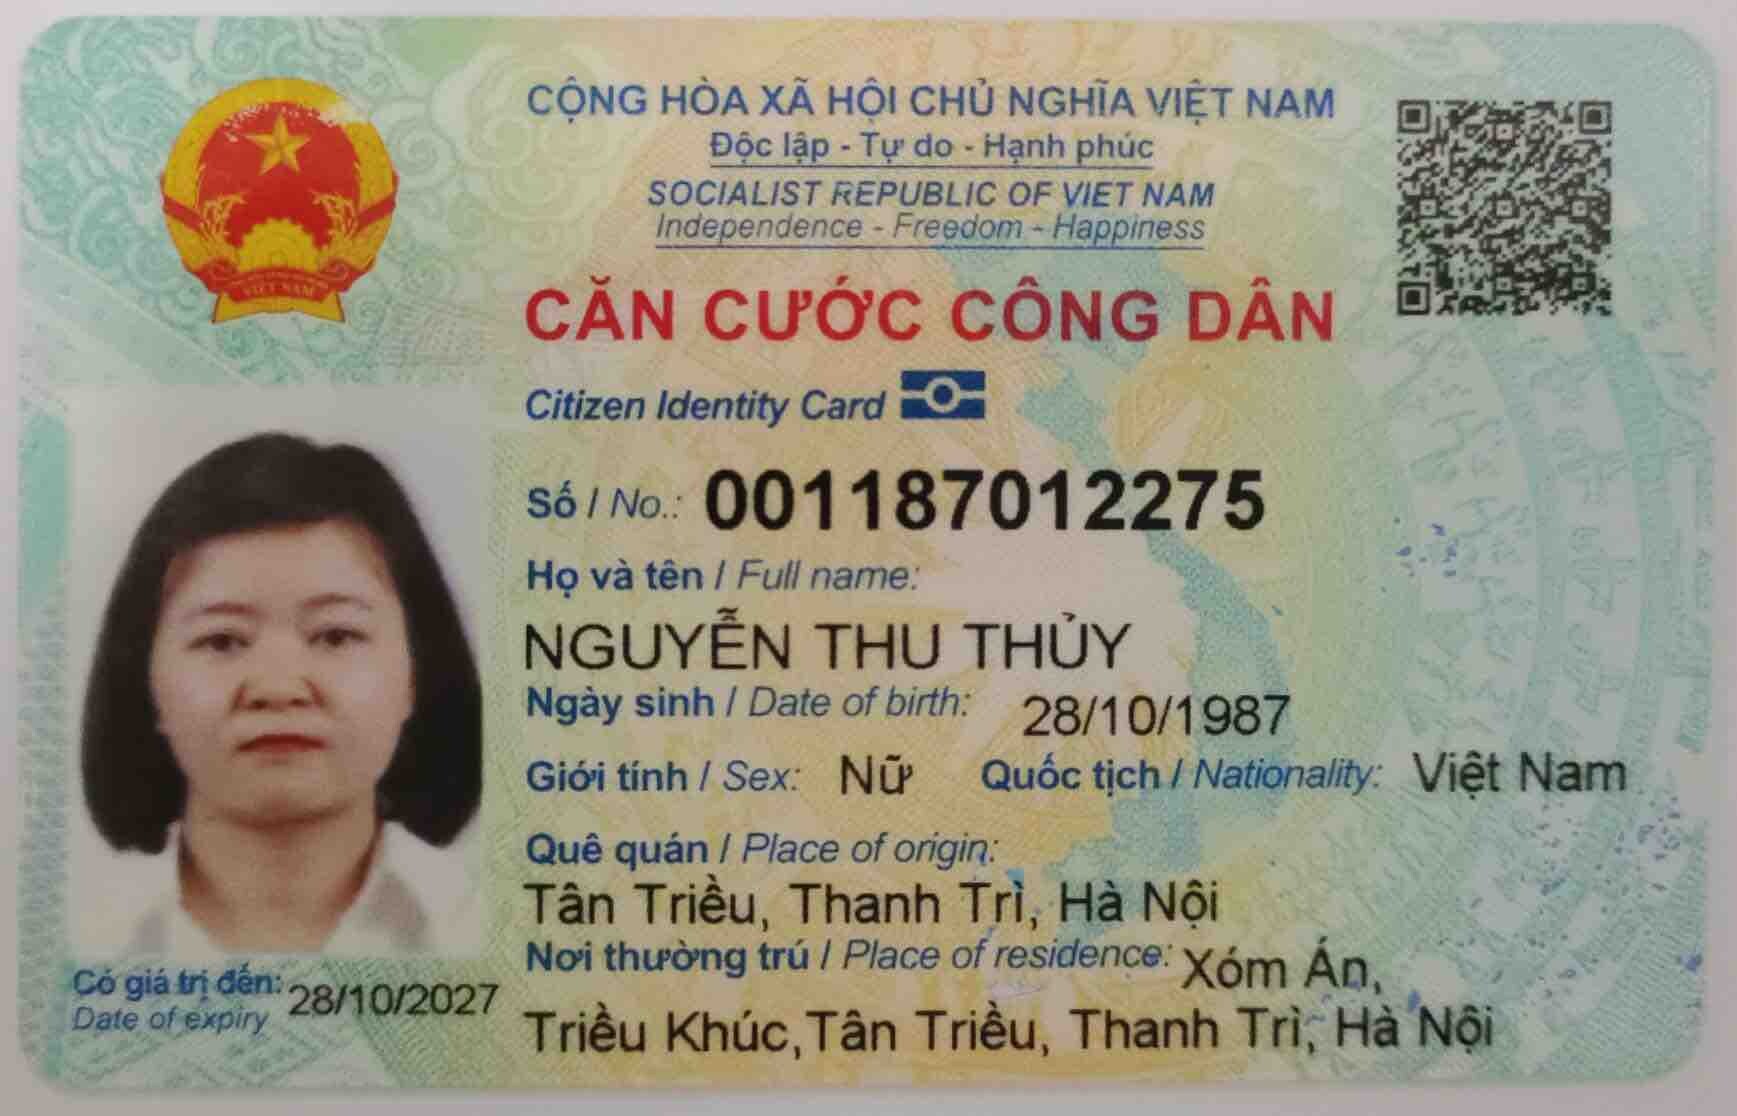 CỘNG HÒA XÃ HỘI CHỦ NGHĨA VIỆT NAM
Độc lập - Tự do - Hạnh phúc
SOCIALIST REPUBLIC OF VIET NAM
Independence - Freedom - Happiness
CĂN CƯỚC CÔNG DÂN
Citizen Identity Card
Số / No.: 001187012275
Họ và tên / Full name:
NGUYỄN THU THỦY
Ngày sinh / Date of birth: 28/10/1987
Giới tính / Sex: Nữ Quốc tịch / Nationality: Việt Nam
Quê quán / Place of origin:
Tân Triều, Thanh Trì, Hà Nội
Nơi thường trú / Place of residence: Xóm Án,
Triều Khúc,Tân Triều, Thanh Trì, Hà Nội
Có giá trị đến: 28/10/2027
Date of expiry
VIỆT NAM